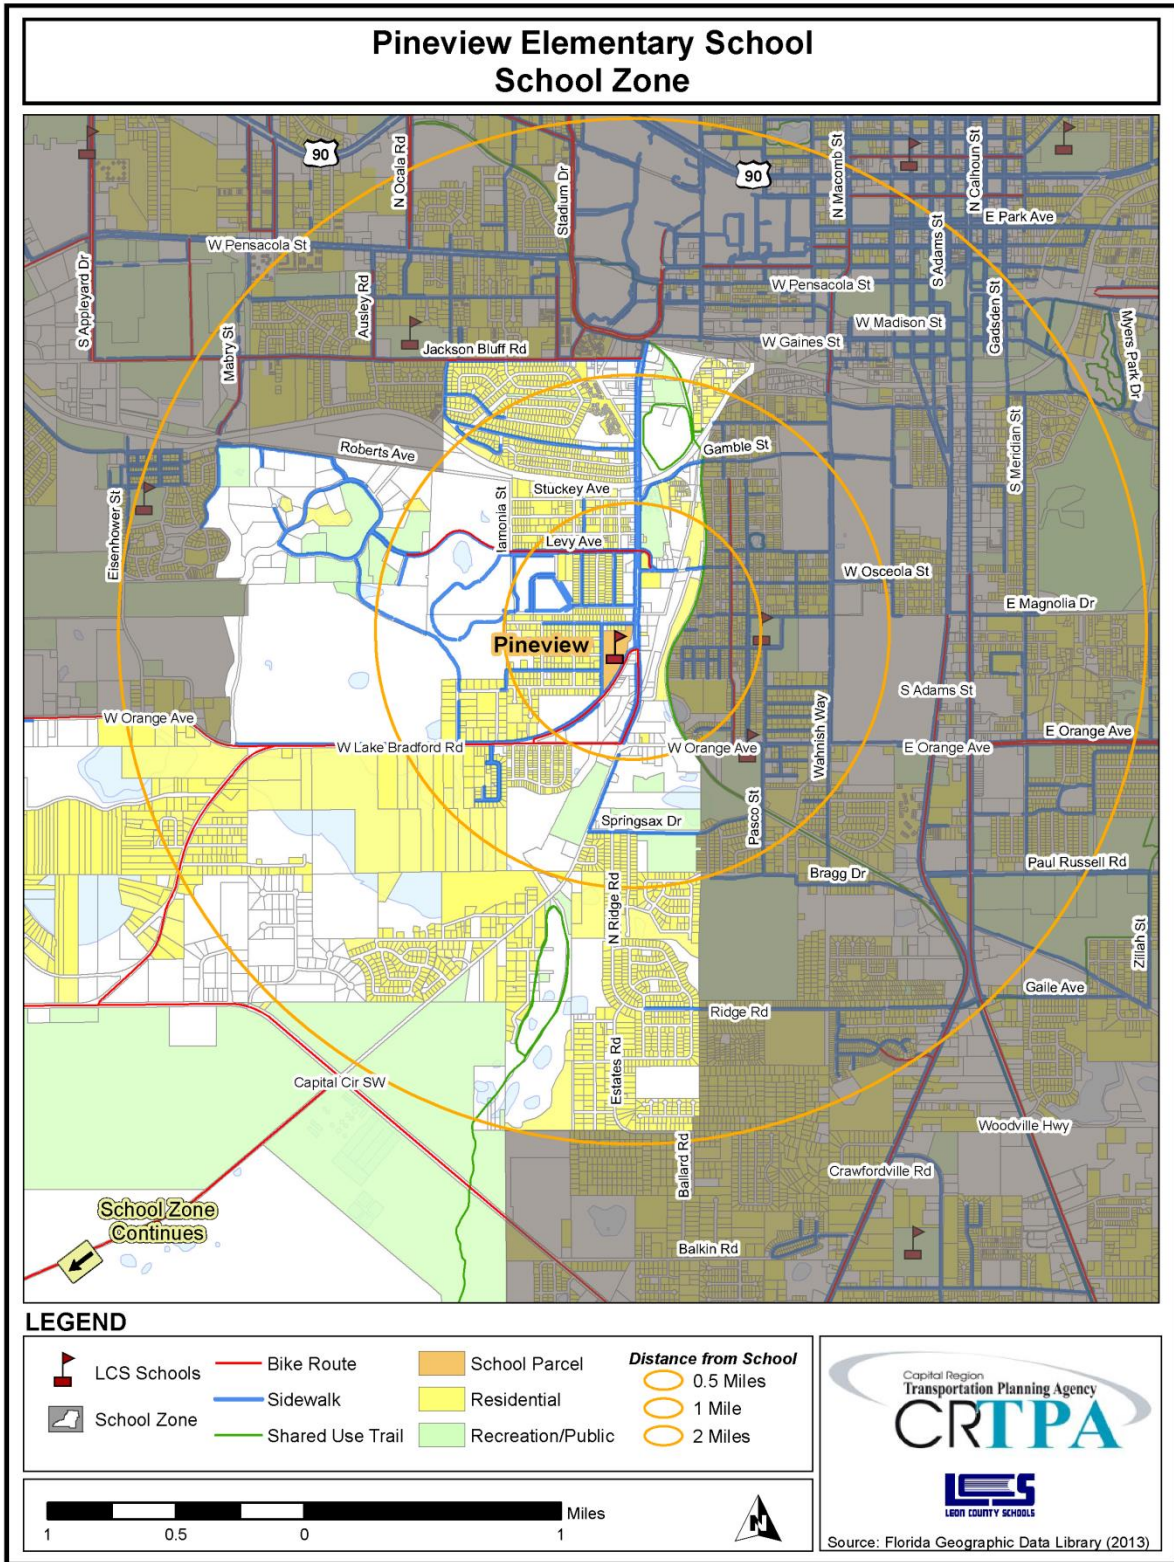 Pineview Elementary School
School Zone
90
90
N Ocala Rd
Stadium Dr
N Macomb St
N Calhoun St
E Park Ave
S Adams St
W Pensacola St
S Appleyard Dr
Ausley Rd
Mabry St
W Pensacola St
W Madison St
Gadsden St
Myers Park Dr
W Gaines St
Jackson Bluff Rd
Roberts Ave
Gamble St
S Meridian St
Eisenhower St
Stuckey Ave
Iamonia St
Levy Ave
W Osceola St
E Magnolia Dr
Pineview
S Adams St
W Orange Ave
W Lake Bradford Rd
W Orange Ave
Wahnish Way
E Orange Ave
E Orange Ave
Springsax Dr
Pasco St
Bragg Dr
Paul Russell Rd
N Ridge Rd
Zillah St
Gaile Ave
Ridge Rd
Estates Rd
Capital Cir SW
Woodville Hwy
Ballard Rd
Crawfordville Rd
School Zone
Continues
Balkin Rd
LEGEND
LCS Schools
School Zone
Bike Route
Sidewalk
Shared Use Trail
School Parcel
Residential
Recreation/Public
Distance from School
0.5 Miles
1 Mile
2 Miles
Capital Region
Transportation Planning Agency
CRTPA
LCS
LEON COUNTY SCHOOLS
Source: Florida Geographic Data Library (2013)
Miles
1 0.5 0 1
N